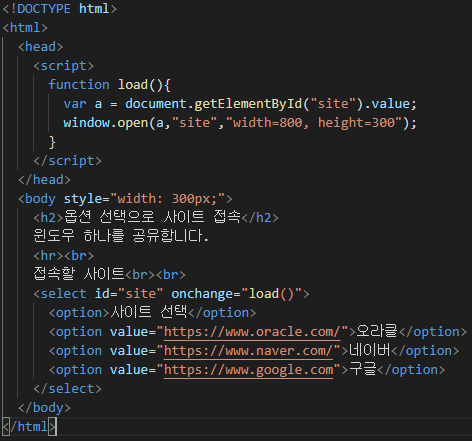 <!DOCTYPE html>
<html>
<head>
<script>
function load(){
var a = document.getElementById("site").value;
window.open(a,"site","width=800, height=300");
}
</script>
</head>
<body style="width: 300px;">
<h2>옵션 선택으로 사이트 접속</h2>
윈도우 하나를 공유합니다.
<hr><br>
접속할 사이트<br><br>
<select id="site" onchange="load()">
<option>사이트 선택</option>
<option value="https://www.oracle.com/">오라클</option>
<option value="https://www.naver.com/">네이버</option>
<option value="https://www.google.com">구글</option>
</select>
</body>
</html>